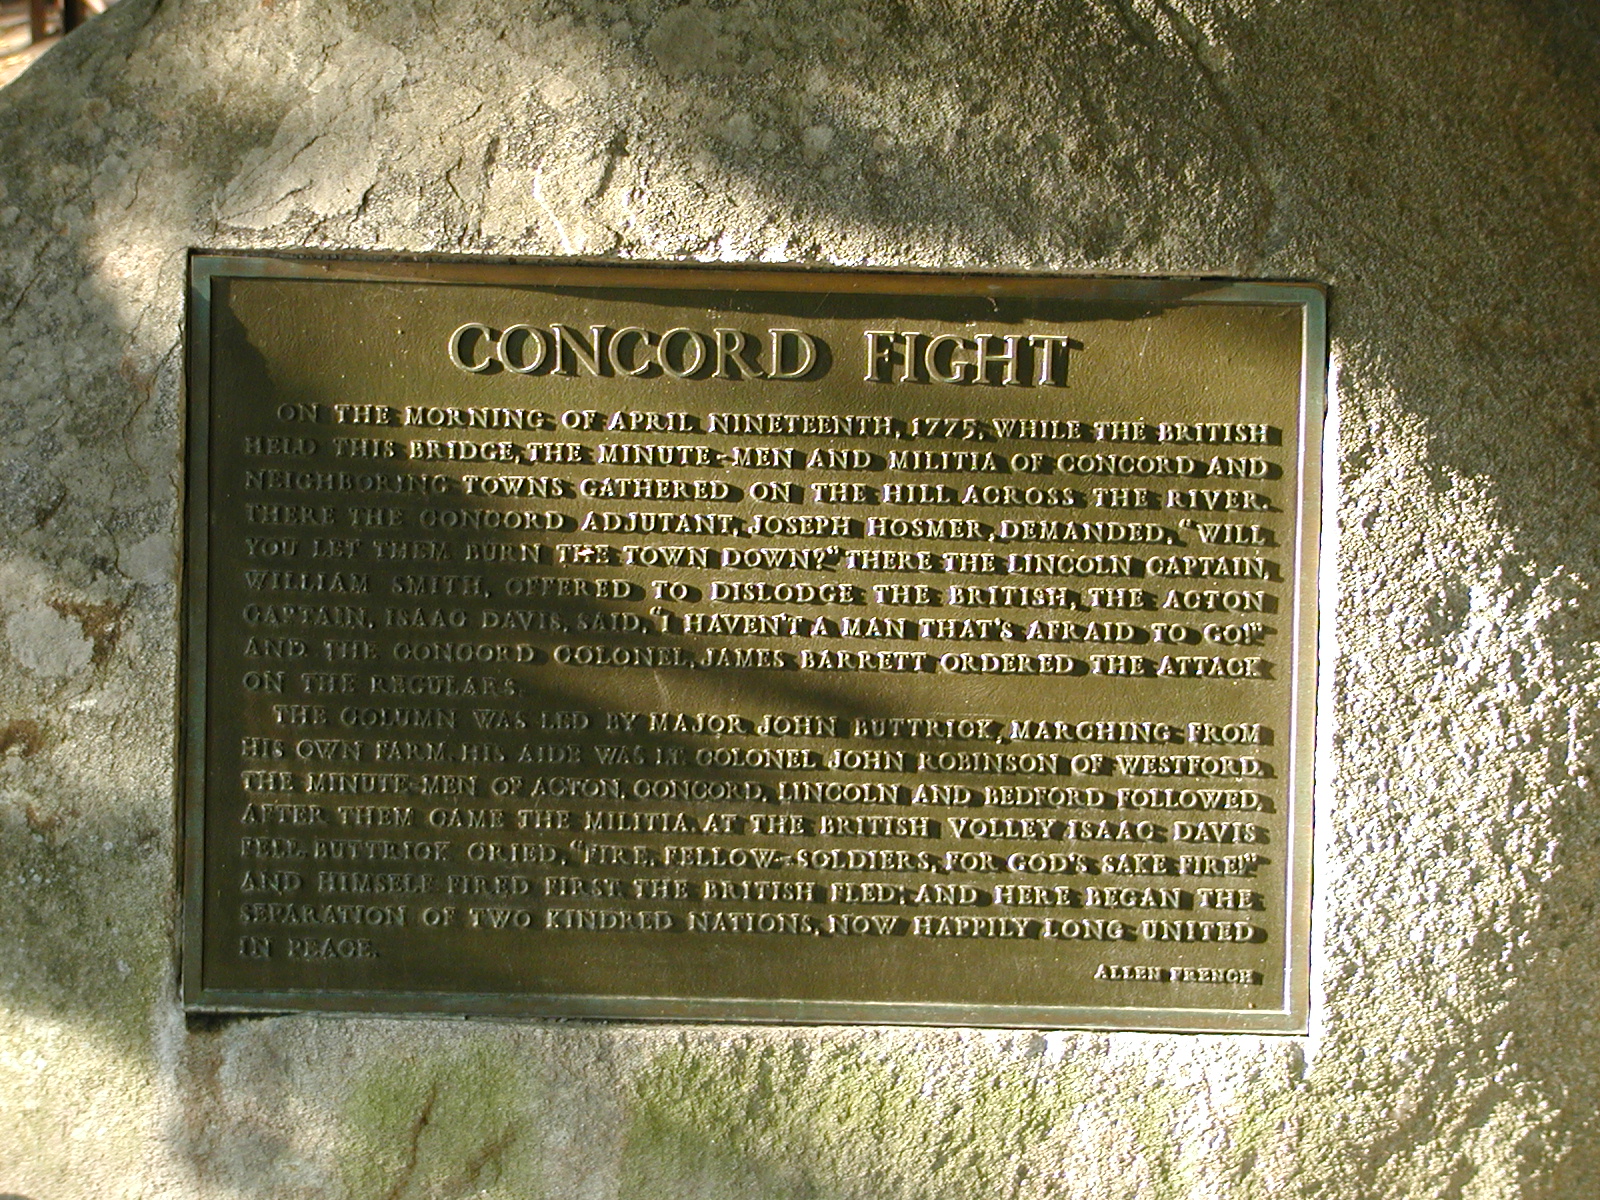 CONCORD FIGHT
ON THE MORNING OF APRIL NINETEENTH, 1775, WHILE THE BRITISH
HELD THIS BRIDGE, THE MINUTE-MEN AND MILITIA OF CONCORD AND
NEIGHBORING TOWNS GATHERED ON THE HILL ACROSS THE RIVER.
THERE THE CONCORD ADJUTANT, JOSEPH HOSMER, DEMANDED, "WILL
YOU LET THEM BURN THE TOWN DOWN?" THERE THE LINCOLN CAPTAIN,
WILLIAM SMITH, OFFERED TO DISLODGE THE BRITISH, THE ACTON
CAPTAIN, ISAAC DAVIS, SAID, "I HAVEN'T A MAN THAT'S AFRAID TO GO!"
AND THE CONCORD COLONEL, JAMES BARRETT ORDERED THE ATTACK
ON THE REGULARS.
THE COLUMN WAS LED BY MAJOR JOHN BUTTRICK, MARCHING FROM
HIS OWN FARM. HIS AIDE WAS LT. COLONEL JOHN ROBINSON OF WESTFORD.
THE MINUTE-MEN OF ACTON, CONCORD, LINCOLN AND BEDFORD FOLLOWED.
AFTER THEM CAME THE MILITIA. AT THE BRITISH VOLLEY ISAAC DAVIS
FELL. BUTTRICK CRIED, "FIRE, FELLOW-SOLDIERS, FOR GOD'S SAKE FIRE!"
AND HIMSELF FIRED FIRST. THE BRITISH FLED; AND HERE BEGAN THE
SEPARATION OF TWO KINDRED NATIONS, NOW HAPPILY LONG UNITED
IN PEACE.
ALLEN FRENCH